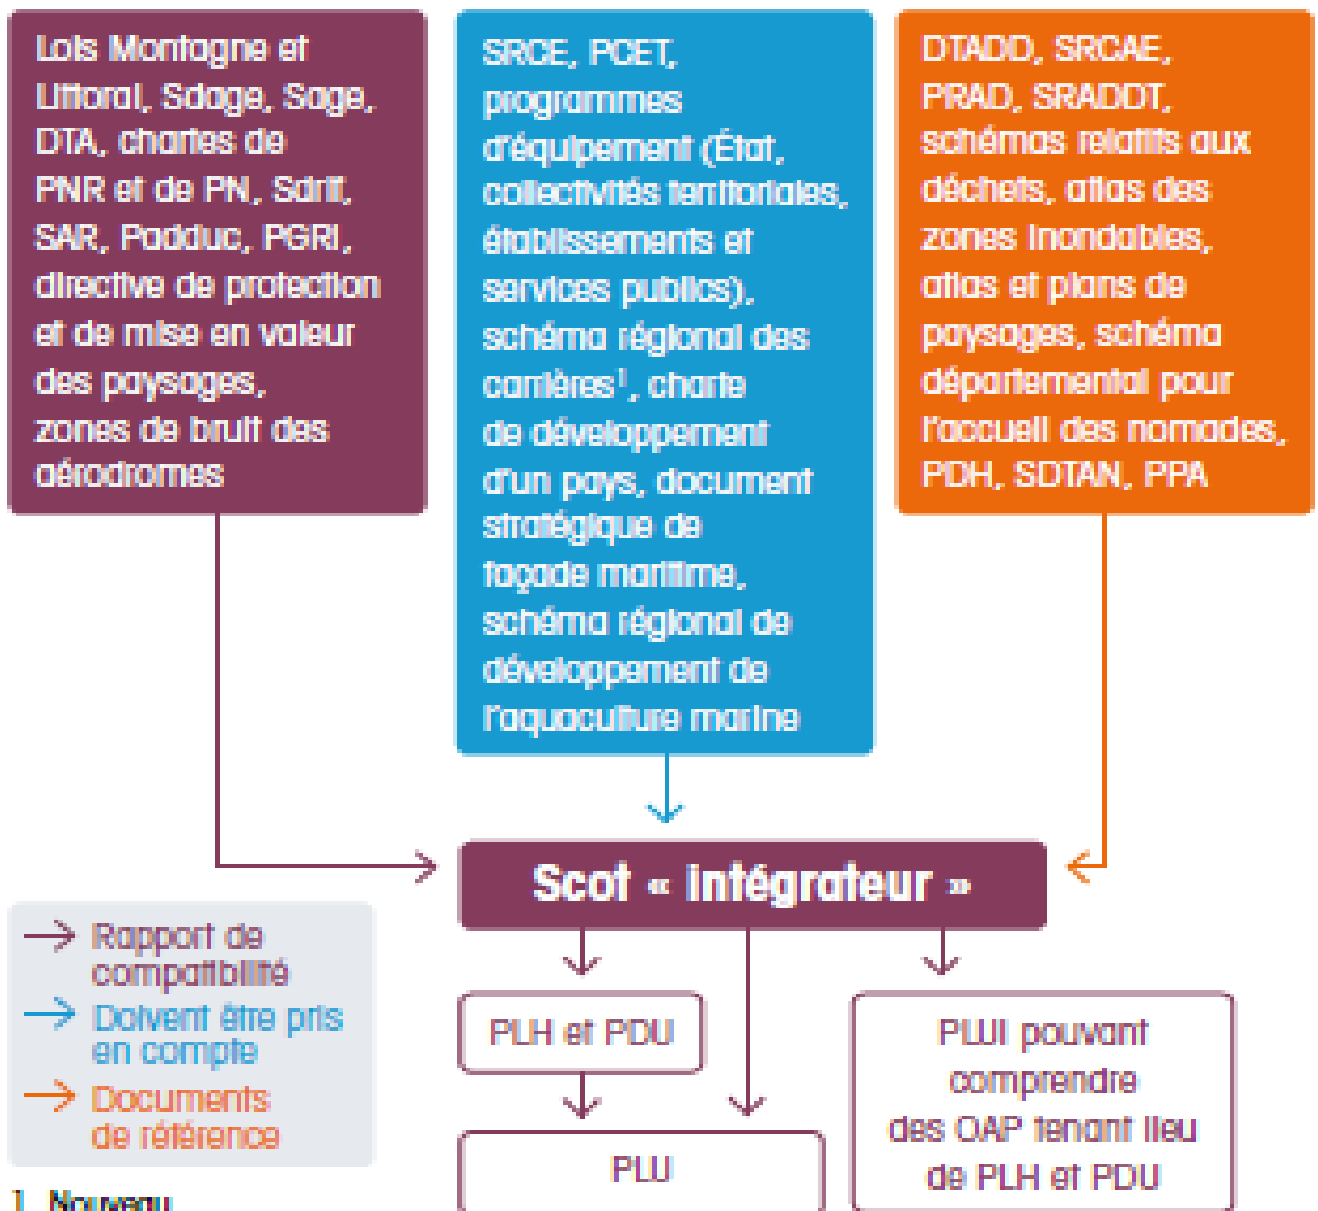 Lois Montagne et
Littoral, Sdage, Sage,
DTA, chartes de
PNR et de PN, Sdrif,
SAR, Padduc, PGRI,
directive de protection
et de mise en valeur
des paysages,
zones de bruit des
aérodromes
SRCE, PCET,
programmes
d'équipement (État,
collectivités territoriales,
établissements et
services publics),
schéma régional des
carrières¹, charte
de développement
d'un pays, document
stratégique de
façade maritime,
schéma régional de
développement de
l'aquaculture marine
DTADD, SRCAE,
PRAD, SRADDT,
schémas relatifs aux
déchets, atlas des
zones inondables,
atlas et plans de
paysages, schéma
départemental pour
l'accueil des nomades,
PDH, SDTAN, PPA
Scot « intégrateur »
Rapport de
compatibilité
Doivent être pris
en compte
Documents
de référence
PLH et PDU
PLU
PLUI pouvant
comprendre
des OAP tenant lieu
de PLH et PDU
1 Nouveau